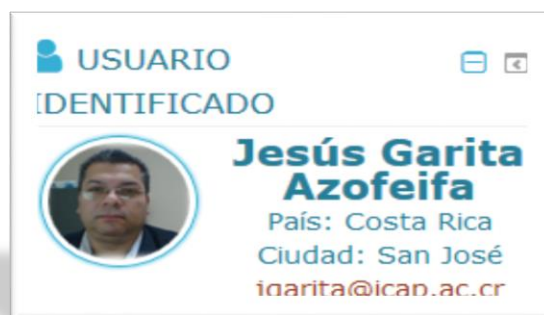 USUARIO
IDENTIFICADO
Jesús Garita
Azofeifa
País: Costa Rica
Ciudad: San José
jgarita@icap.ac.cr